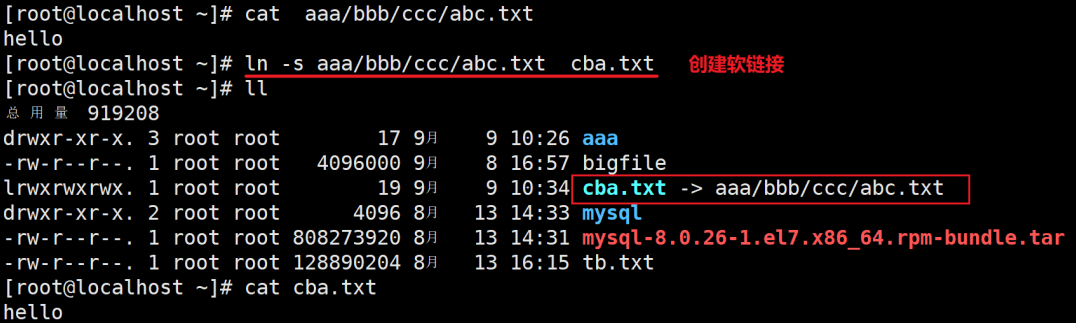 [root@localhost ~]# cat  aaa/bbb/ccc/abc.txt
hello
[root@localhost ~]# ln -s aaa/bbb/ccc/abc.txt  cba.txt 创建软链接
[root@localhost ~]# ll
总用量 919208
drwxr-xr-x. 3 root root        17 9月    9 10:26 aaa
-rw-r--r--. 1 root root   4096000 9月    8 16:57 bigfile
lrwxrwxrwx. 1 root root        19 9月    9 10:34 cba.txt -> aaa/bbb/ccc/abc.txt
drwxr-xr-x. 2 root root      4096 8月   13 14:33 mysql
-rw-r--r--. 1 root root 808273920 8月   13 14:31 mysql-8.0.26-1.el7.x86_64.rpm-bundle.tar
-rw-r--r--. 1 root root 128890204 8月   13 16:15 tb.txt
[root@localhost ~]# cat cba.txt
hello